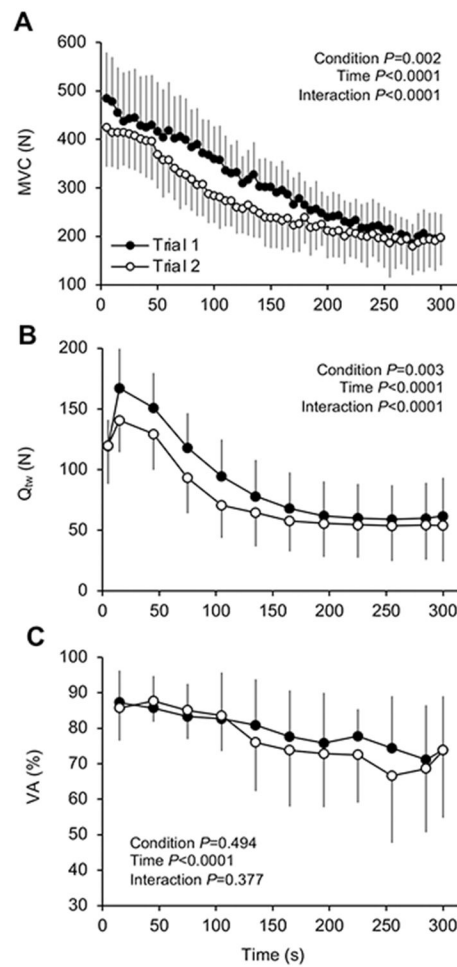 A
600
500
400
300
200
100
MVC (N)
Condition P=0.002
Time P<0.0001
Interaction P<0.0001
Trial 1
Trial 2
0 50 100 150 200 250 300
B
200
150
100
50
0
Qtw (N)
Condition P=0.003
Time P<0.0001
Interaction P<0.0001
0 50 100 150 200 250 300
C
100
90
80
70
60
50
40
30
VA (%)
Condition P=0.494
Time P<0.0001
Interaction P=0.377
0 50 100 150 200 250 300
Time (s)